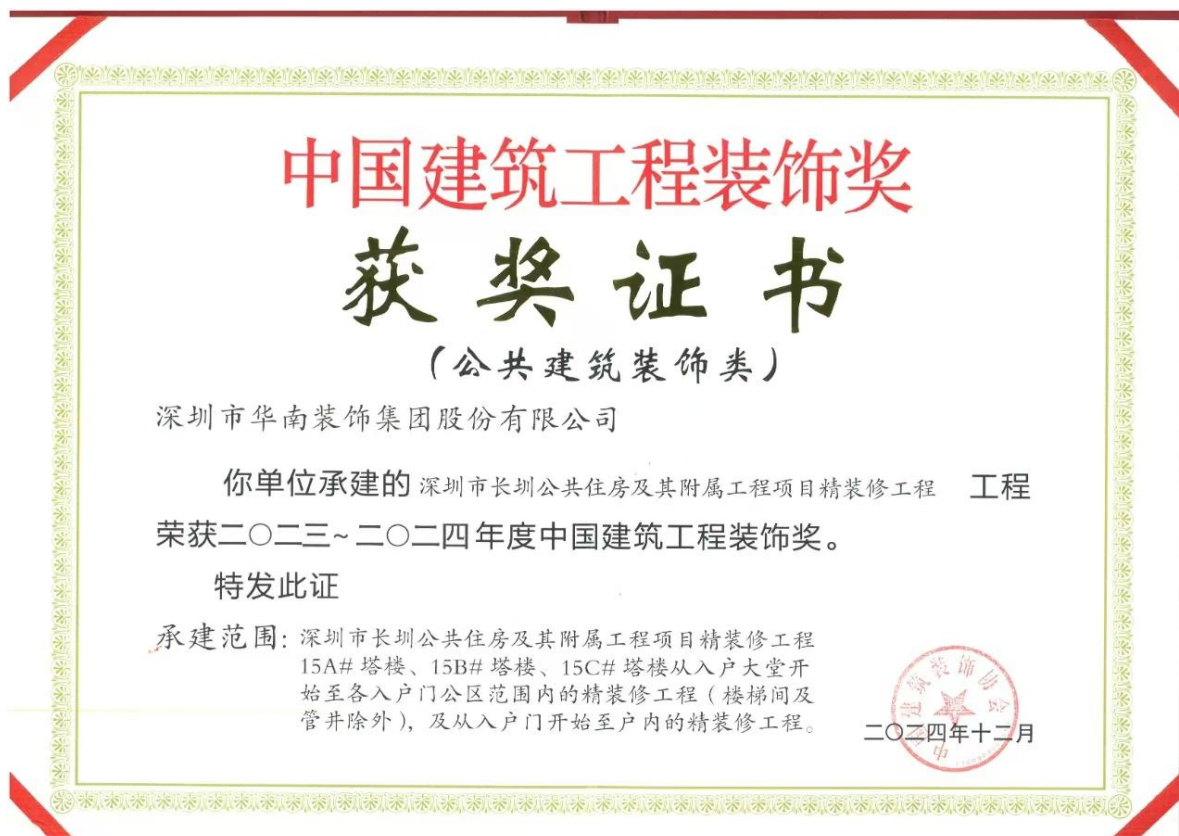 中国建筑工程装饰奖
获奖证书
(公共建筑装饰类)
深圳市华南装饰集团股份有限公司
你单位承建的 深圳市长圳公共住房及其附属工程项目精装修工程 工程
荣获二〇二三~二〇二四年度中国建筑工程装饰奖。
特发此证
承建范围: 深圳市长圳公共住房及其附属工程项目精装修工程
15A# 塔楼、15B# 塔楼、15C# 塔楼从入户大堂开
始至各入户门公区范围内的精装修工程（楼梯间及
管井除外），及从入户门开始至户内的精装修工程。
中国建筑装饰协会
二〇二四年十二月